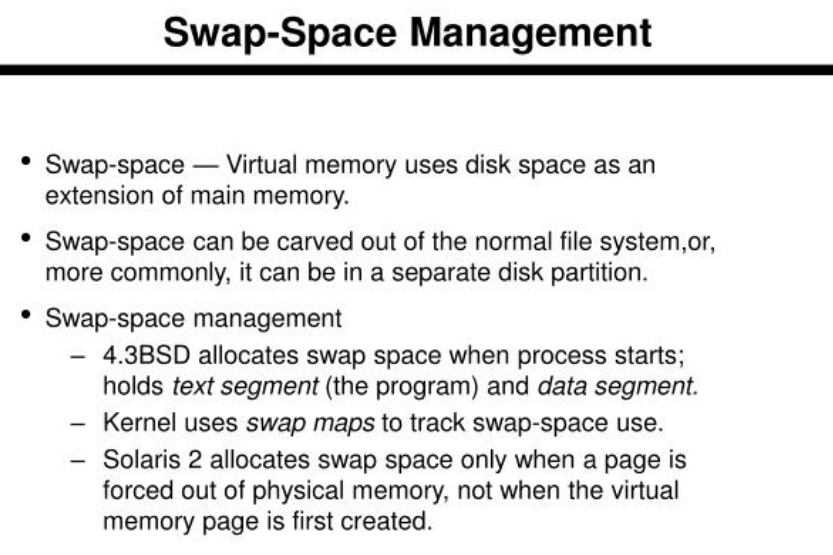 Swap-Space Management
• Swap-space — Virtual memory uses disk space as an
extension of main memory.
• Swap-space can be carved out of the normal file system,or,
more commonly, it can be in a separate disk partition.
• Swap-space management
– 4.3BSD allocates swap space when process starts;
holds text segment (the program) and data segment.
– Kernel uses swap maps to track swap-space use.
– Solaris 2 allocates swap space only when a page is
forced out of physical memory, not when the virtual
memory page is first created.